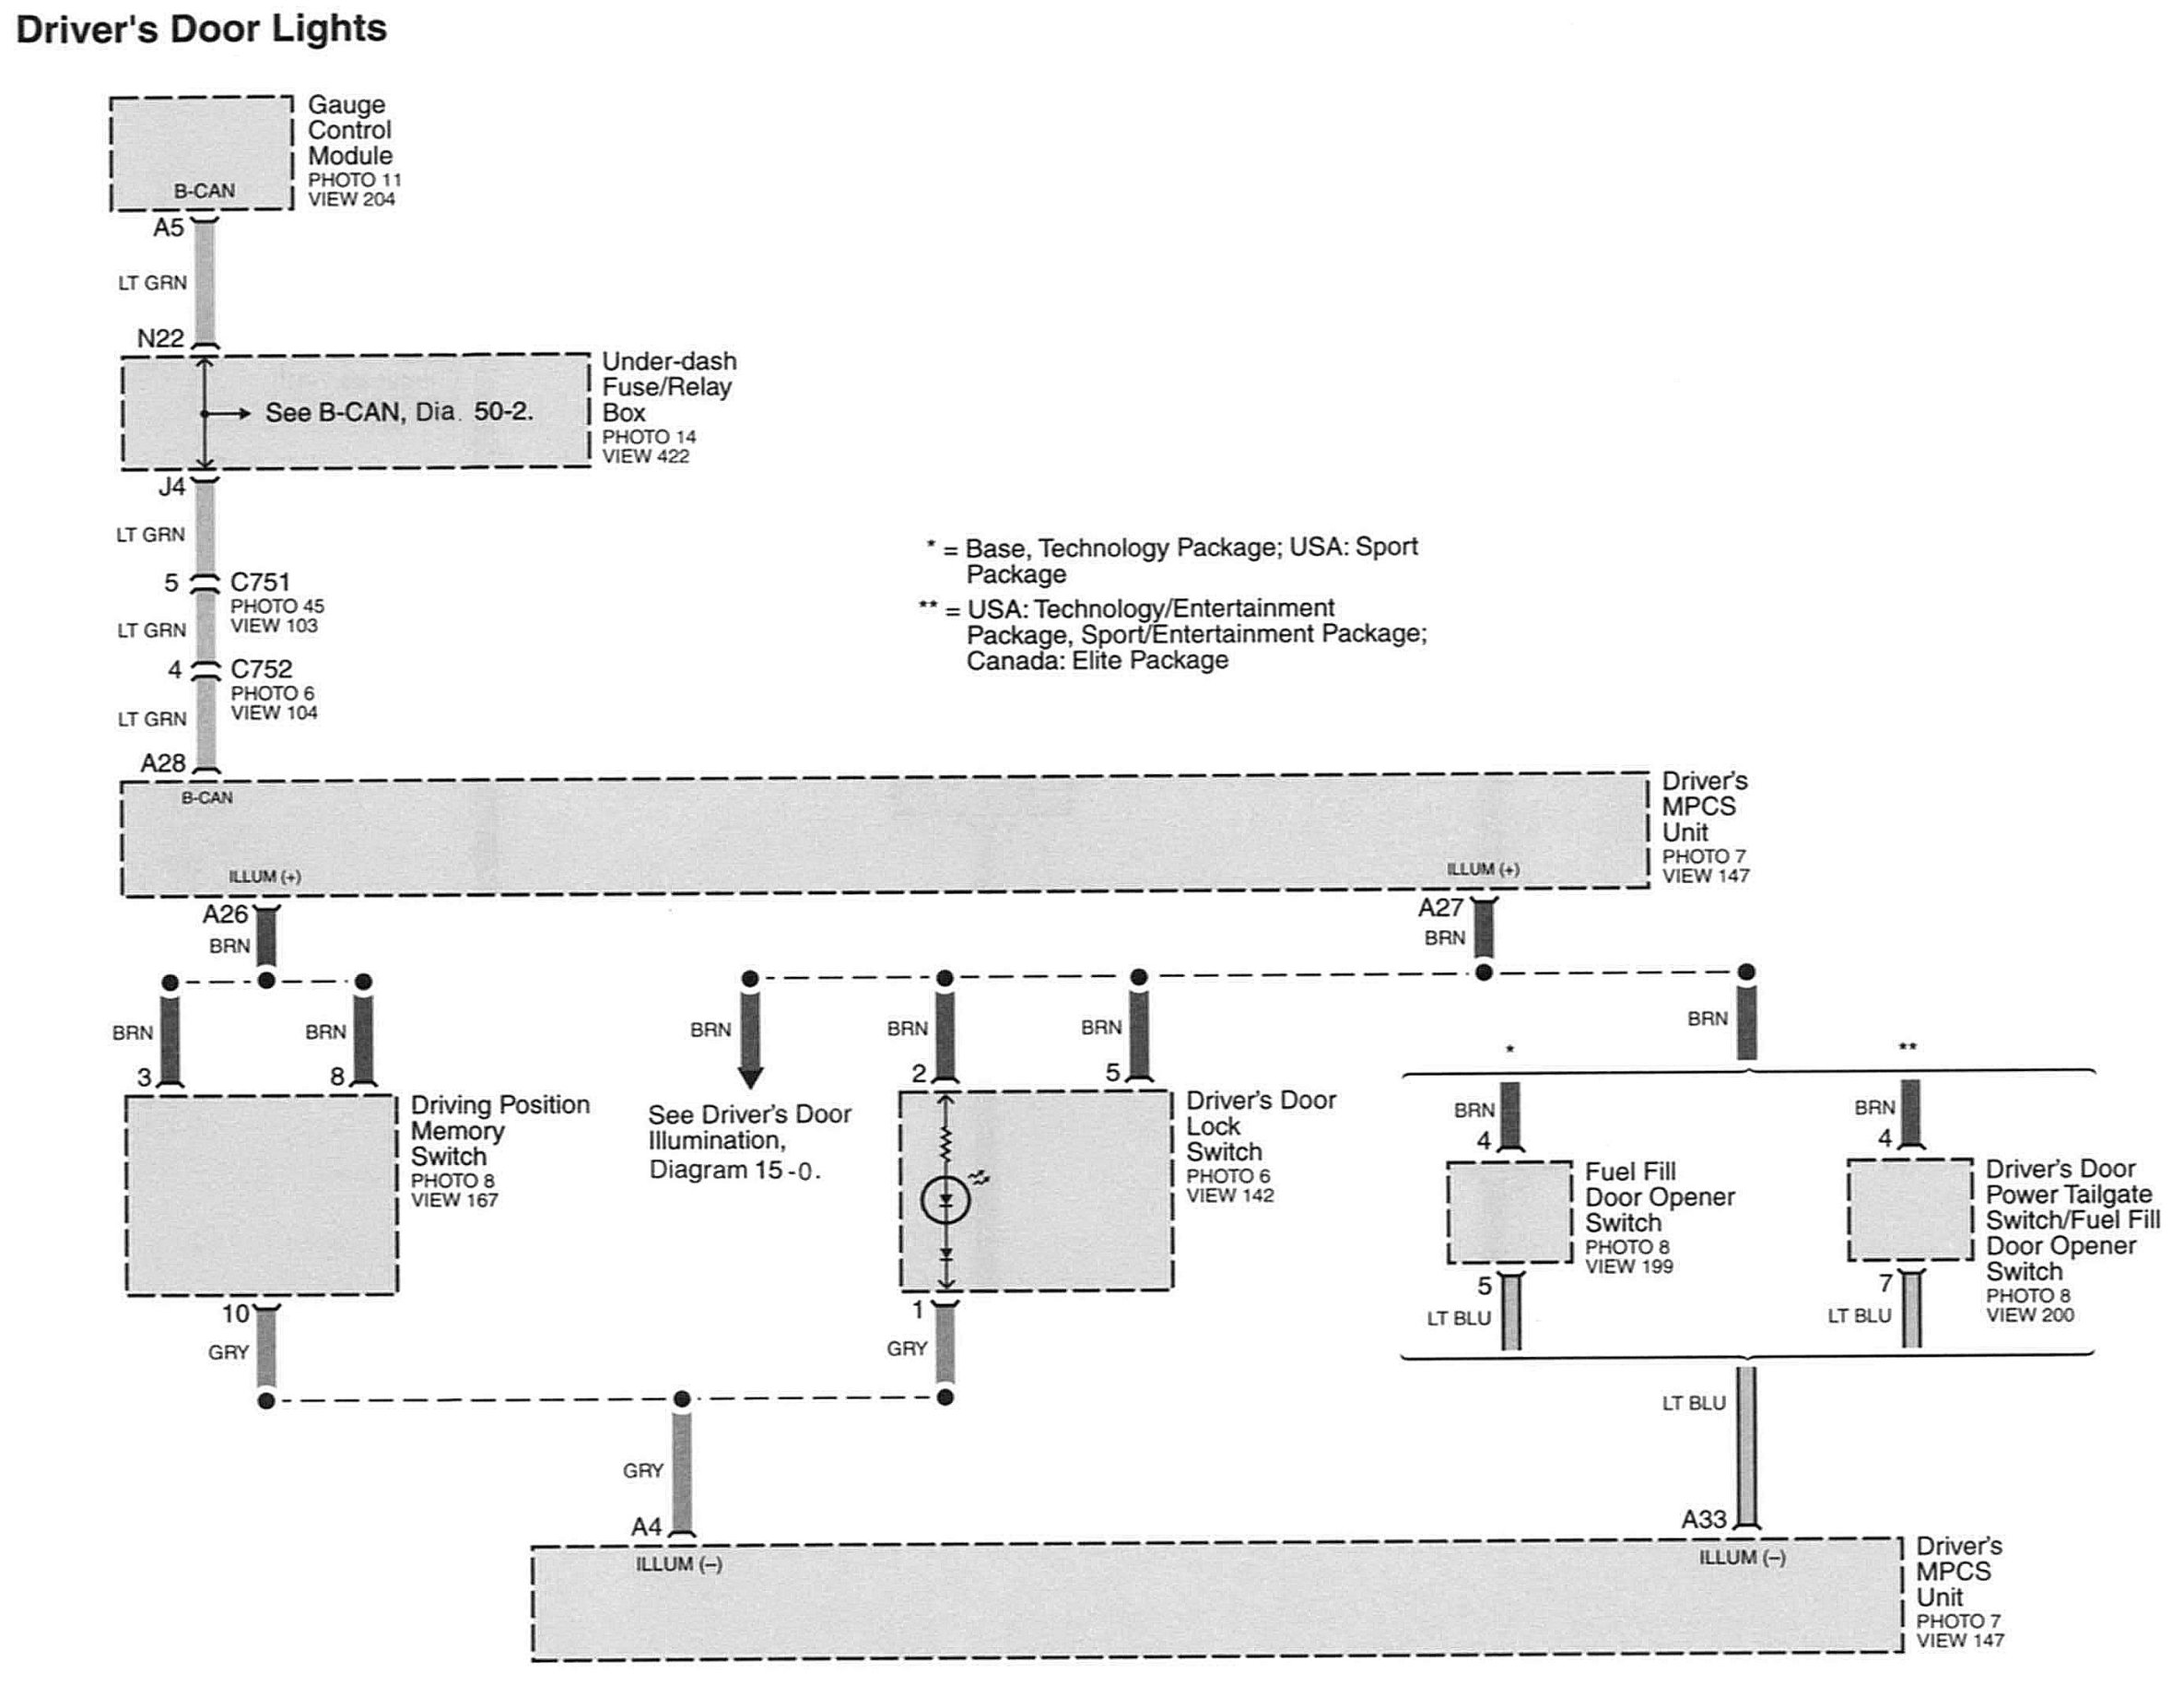 Driver's Door Lights
Gauge
Control
Module
PHOTO 11
VIEW 204
B-CAN
A5
LT GRN
N22
See B-CAN, Dia. 50-2.
Under-dash
Fuse/Relay
Box
PHOTO 14
VIEW 422
J4
LT GRN
5
C751
PHOTO 45
VIEW 103
LT GRN
4
C752
PHOTO 6
VIEW 104
LT GRN
A28
* = Base, Technology Package; USA: Sport
Package
** = USA: Technology/Entertainment
Package, Sport/Entertainment Package;
Canada: Elite Package
B-CAN
ILLUM (+)
ILLUM (+)
Driver's
MPCS
Unit
PHOTO 7
VIEW 147
A26
BRN
A27
BRN
BRN
BRN
BRN
BRN
BRN
BRN
3
8
2
5
*
**
BRN
4
BRN
4
Driving Position
Memory
Switch
PHOTO 8
VIEW 167
See Driver's Door
Illumination,
Diagram 15-0.
Driver's Door
Lock
Switch
PHOTO 6
VIEW 142
Fuel Fill
Door Opener
Switch
PHOTO 8
VIEW 199
Driver's Door
Power Tailgate
Switch/Fuel Fill
Door Opener
Switch
PHOTO 8
VIEW 200
10
GRY
1
GRY
5
LT BLU
7
LT BLU
GRY
A4
LT BLU
A33
ILLUM (–)
ILLUM (–)
Driver's
MPCS
Unit
PHOTO 7
VIEW 147